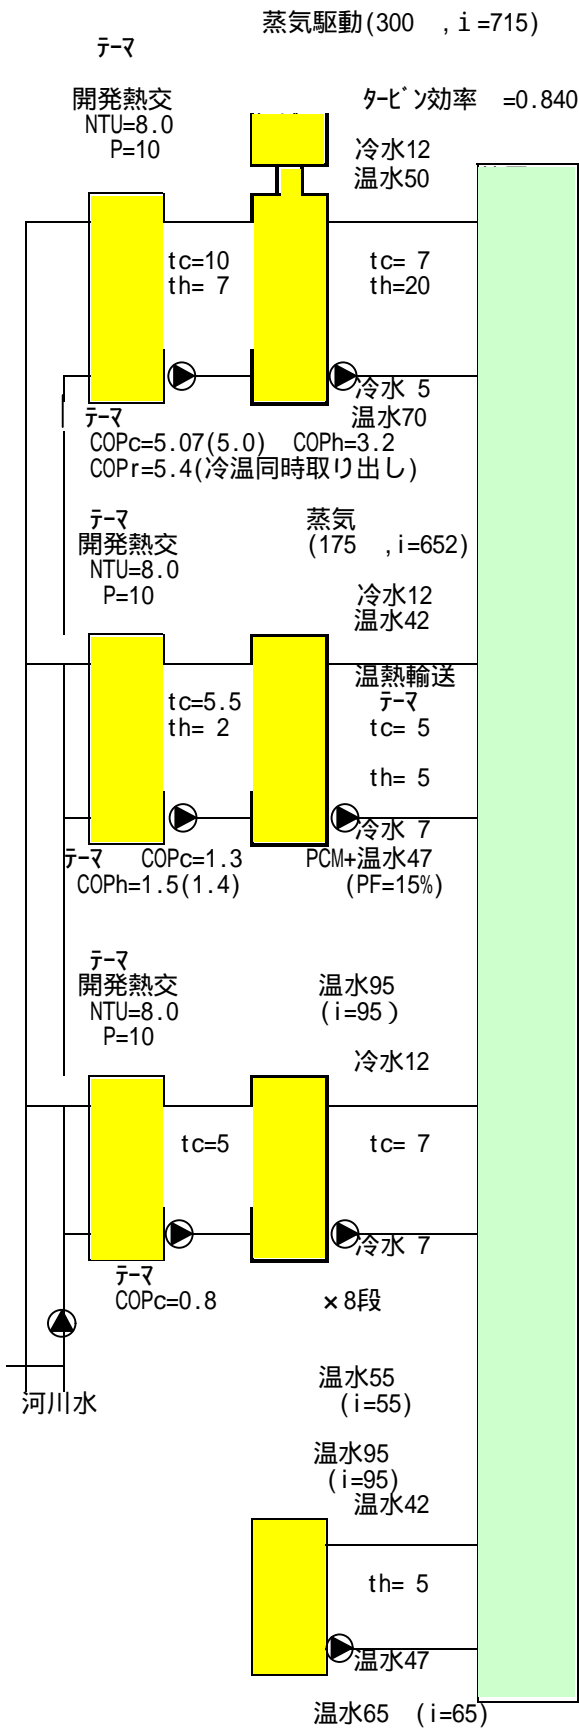 蒸気駆動(300 ,i=715)
ﾃｰﾏ
開発熱交
NTU=8.0
P=10
ﾀｰﾋﾞﾝ効率 =0.840
冷水12
温水50
tc=10
th= 7
tc= 7
th=20
冷水 5
温水70
ﾃｰﾏ
COPc=5.07(5.0) COPh=3.2
COPr=5.4(冷温同時取り出し)
ﾃｰﾏ
開発熱交
NTU=8.0
P=10
蒸気
(175 ,i=652)
冷水12
温水42
温熱輸送
ﾃｰﾏ
tc=5.5
th= 2
tc= 5
th= 5
冷水 7
ﾃｰﾏ COPc=1.3
COPh=1.5(1.4)
PCM+温水47
(PF=15%)
ﾃｰﾏ
開発熱交
NTU=8.0
P=10
温水95
(i=95)
冷水12
tc=5
tc= 7
冷水 7
ﾃｰﾏ
COPc=0.8
×8段
温水55
(i=55)
河川水
温水95
(i=95)
温水42
th= 5
温水47
温水65 (i=65)